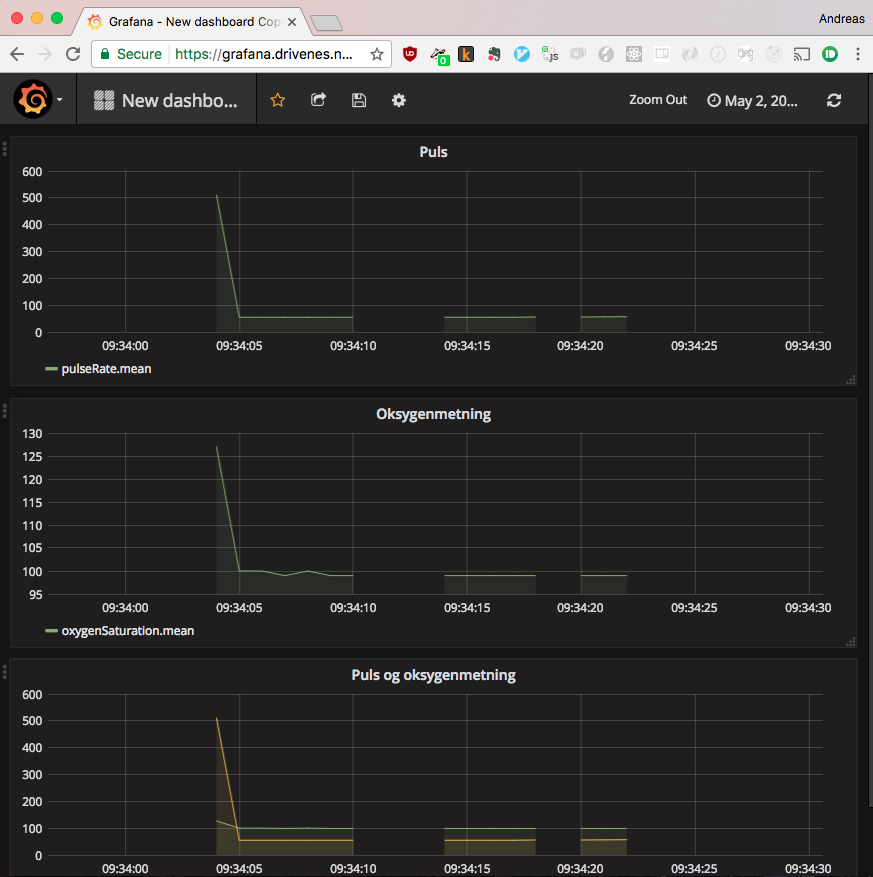 Grafana - New dashboard Cop
Andreas
Secure
https://grafana.drivenes.n...
0
k
js
New dashbo...
Zoom Out
May 2, 20...
Puls
600
500
400
300
200
100
0
09:34:00 09:34:05 09:34:10 09:34:15 09:34:20 09:34:25 09:34:30
pulseRate.mean
Oksygenmetning
130
125
120
115
110
105
100
95
09:34:00 09:34:05 09:34:10 09:34:15 09:34:20 09:34:25 09:34:30
oxygenSaturation.mean
Puls og oksygenmetning
600
500
400
300
200
100
0
09:34:00 09:34:05 09:34:10 09:34:15 09:34:20 09:34:25 09:34:30